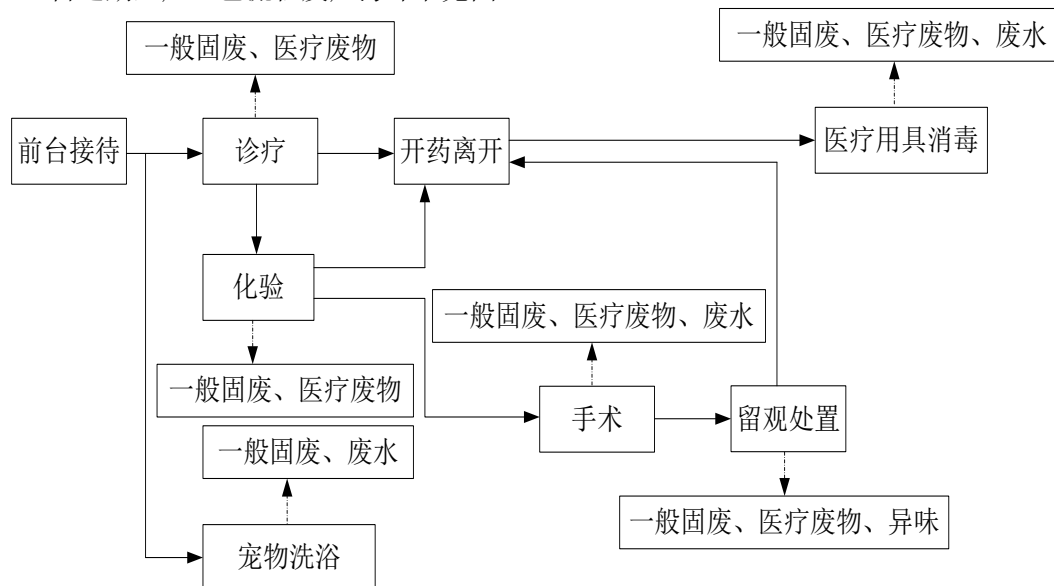 一般固废、医疗废物、废水
一般固废、医疗废物
前台接待
诊疗
开药离开
医疗用具消毒
化验
一般固废、医疗废物、废水
一般固废、医疗废物
手术
留观处置
一般固废、废水
一般固废、医疗废物、异味
宠物洗浴